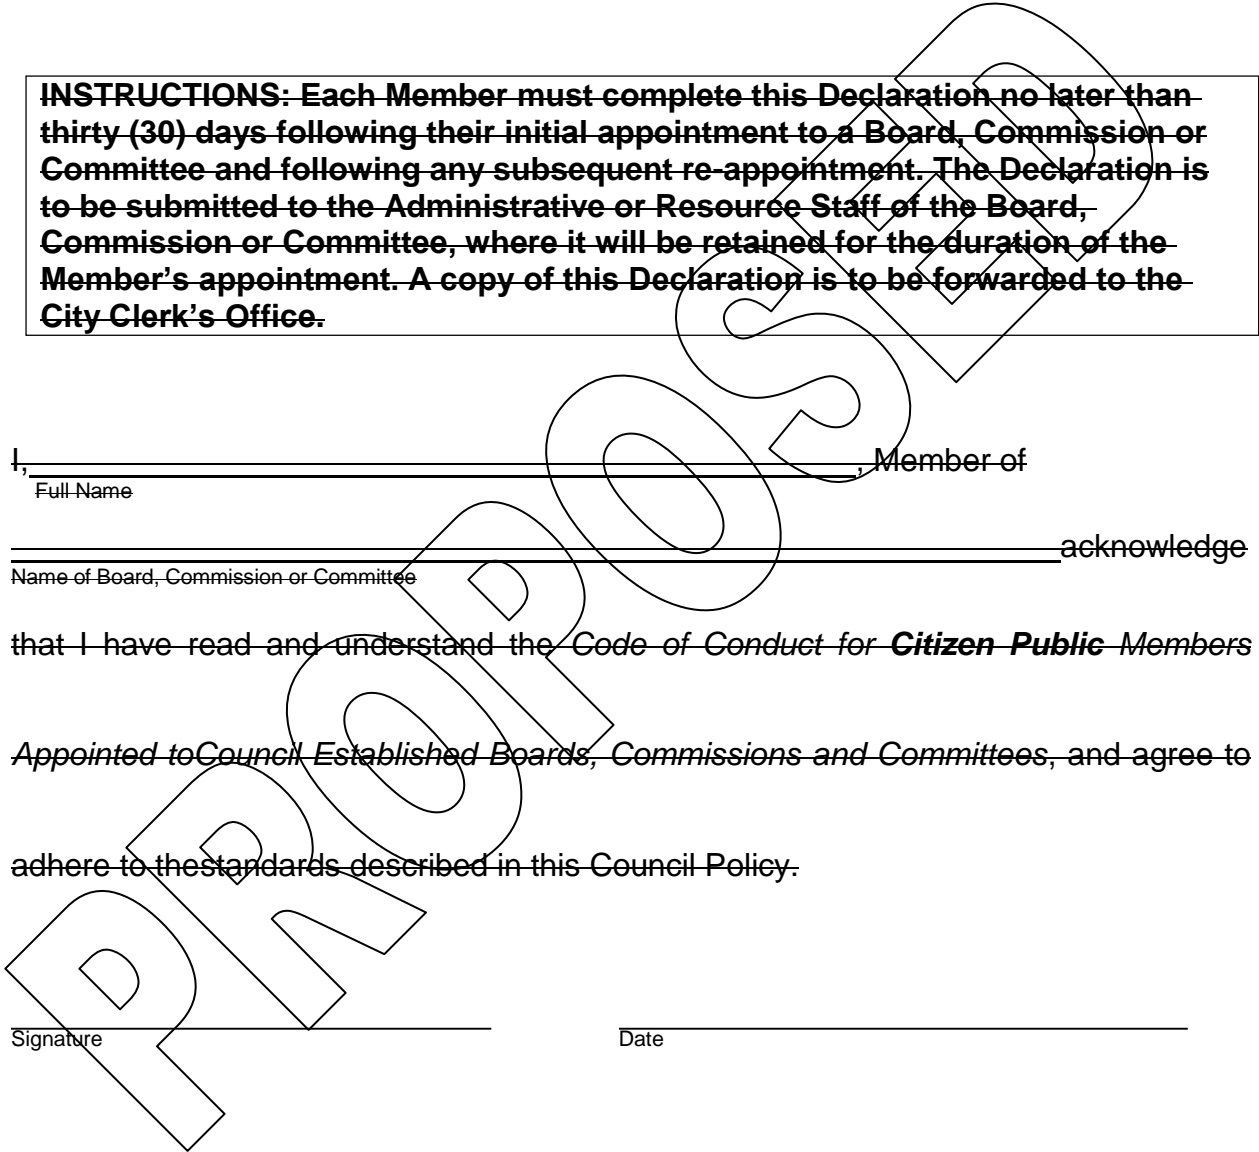 INSTRUCTIONS: Each Member must complete this Declaration no later than
thirty (30) days following their initial appointment to a Board, Commission or
Committee and following any subsequent re-appointment. The Declaration is
to be submitted to the Administrative or Resource Staff of the Board,
Commission or Committee, where it will be retained for the duration of the
Member's appointment. A copy of this Declaration is to be forwarded to the
City Clerk's Office.
I, , Member of
Full Name
acknowledge
Name of Board, Commission or Committee
that I have read and understand the Code of Conduct for Citizen Public Members
Appointed toCouncil Established Boards, Commissions and Committees, and agree to
adhere to thestandards described in this Council Policy.
Signature Date
PROPOSED